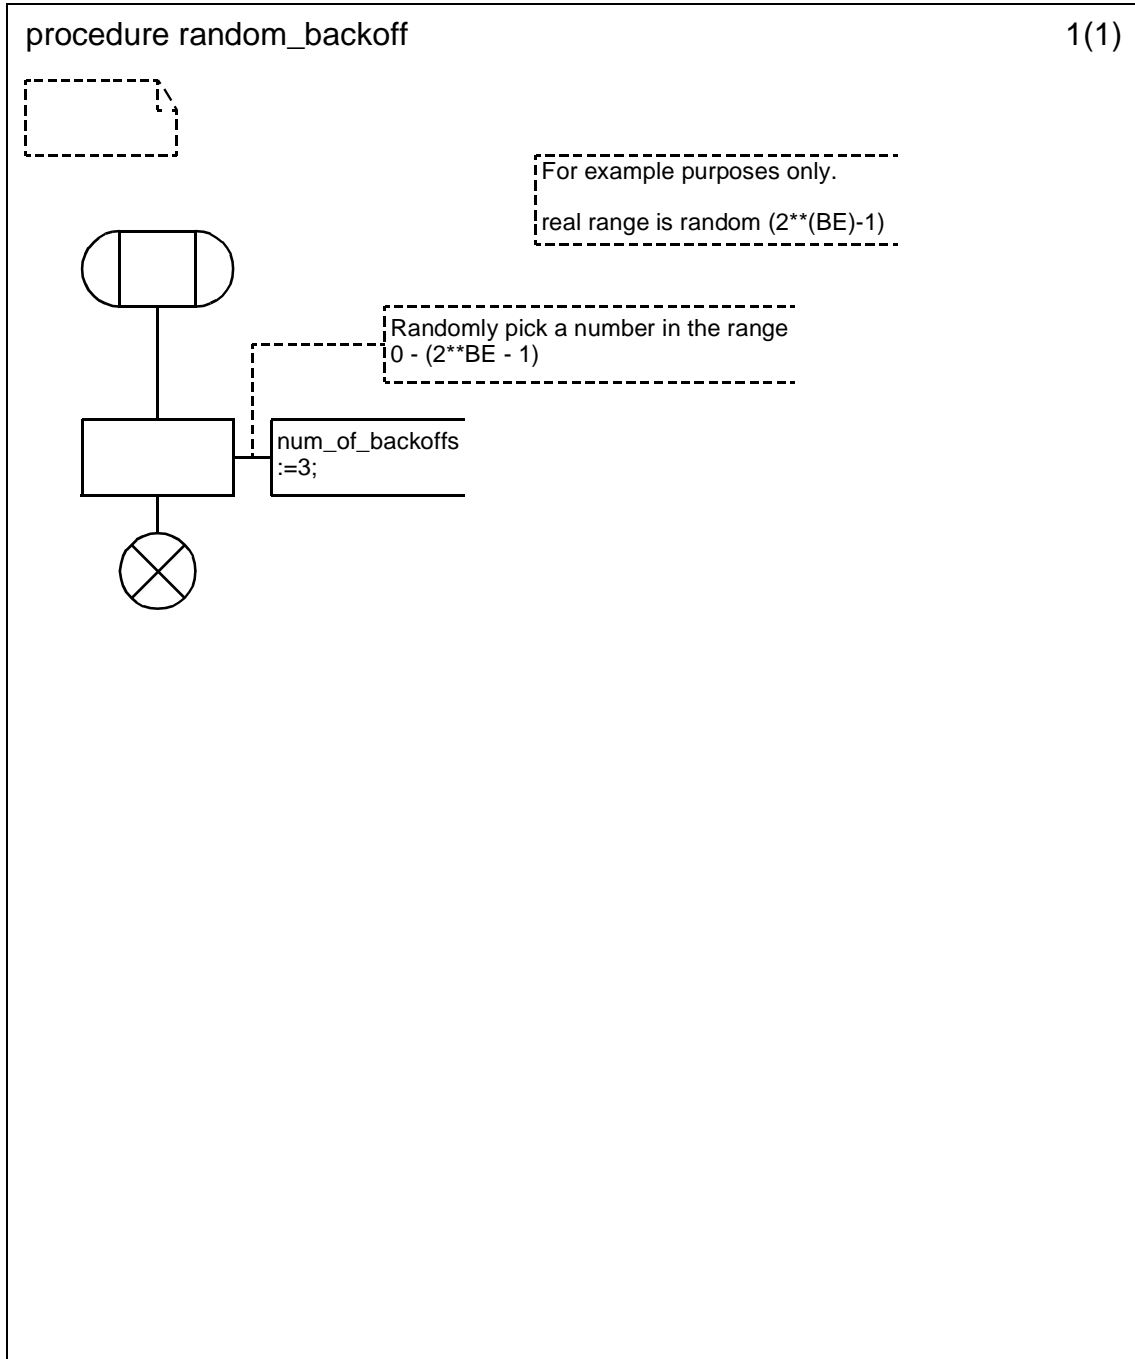 procedure random_backoff
1(1)
For example purposes only.
real range is random (2**(BE)-1)
Randomly pick a number in the range
0 - (2**BE - 1)
num_of_backoffs
:=3;